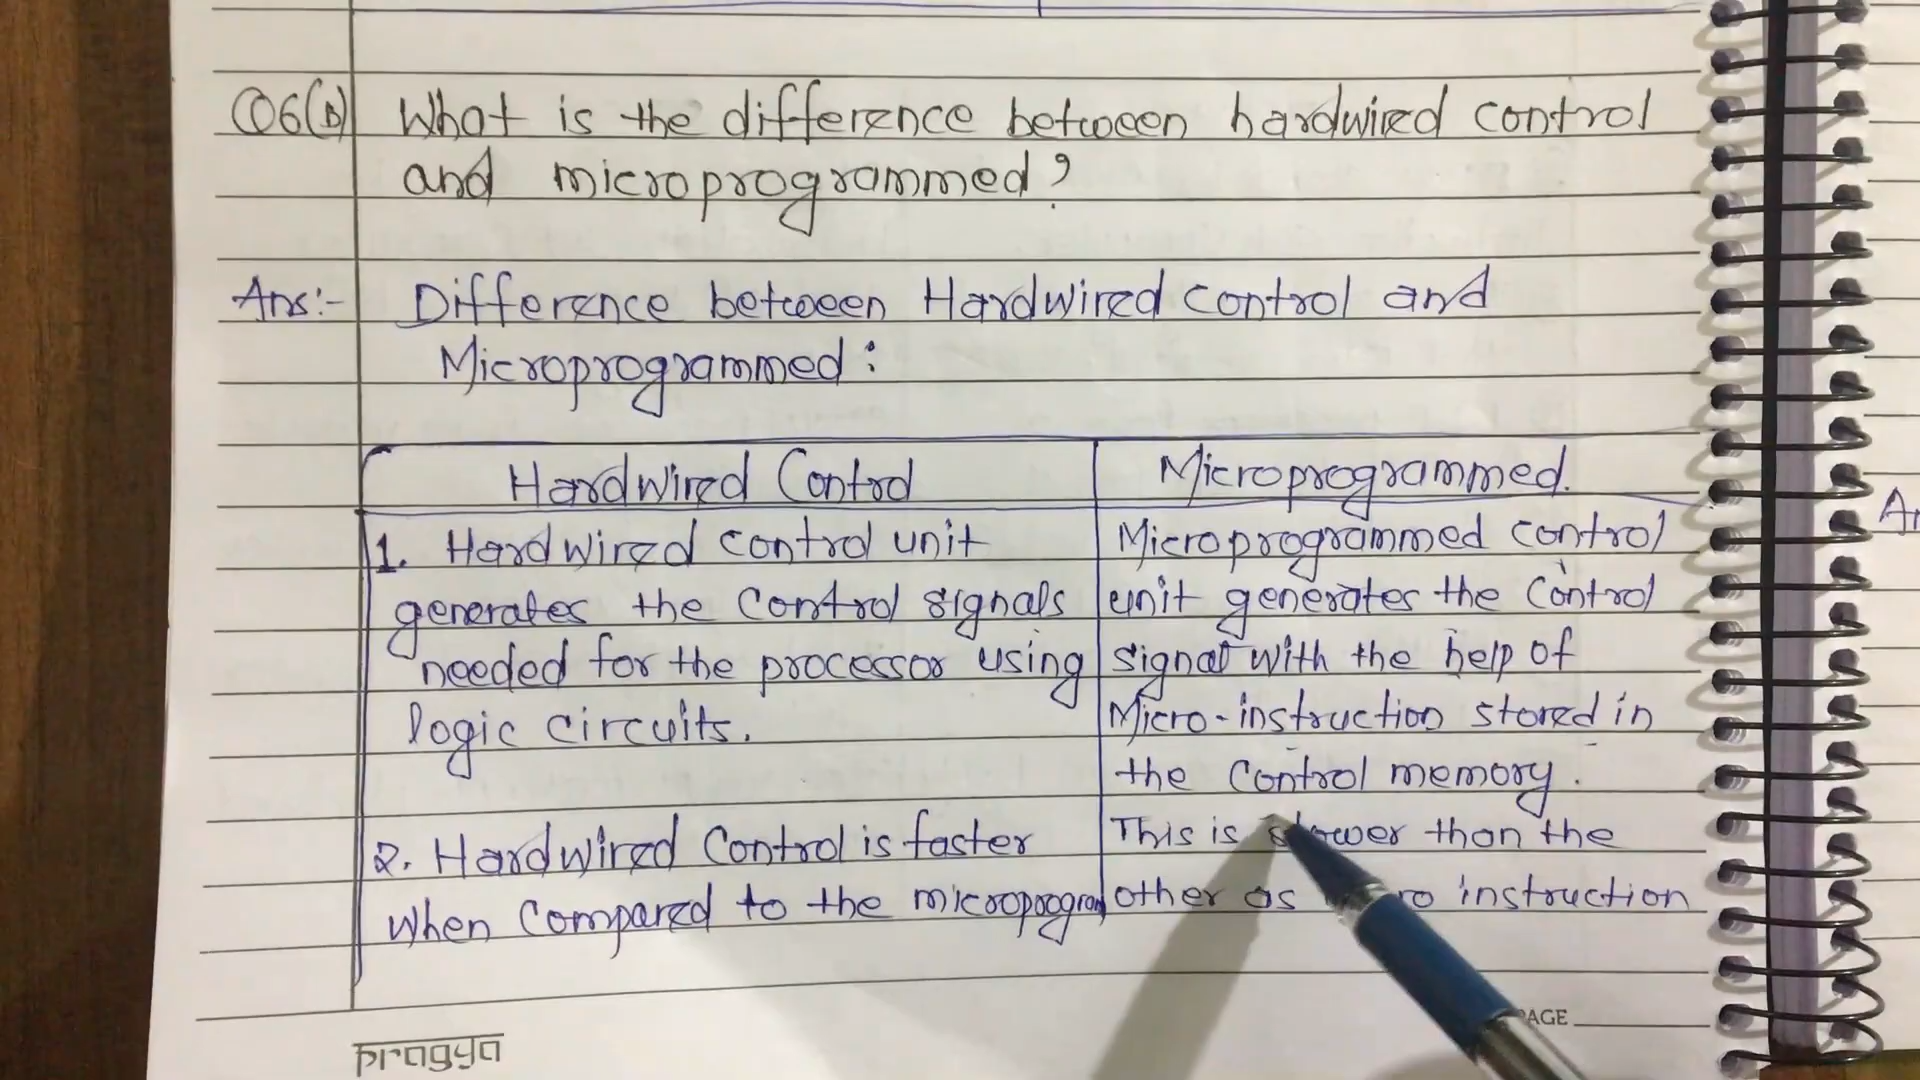 Q6(b) What is the difference between hardwired control
and microprogrammed?
Ans:- Difference between Hardwired control and
Microprogrammed:
Hardwired Control
1. Hardwired control unit
generates the control signals
needed for the processor using
logic circuits.
2. Hardwired Control is faster
when compared to the microprogram
Microprogrammed.
Microprogrammed control
unit generates the control
signal with the help of
Micro-instruction stored in
the control memory.
This is slower than the
other as instruction
PAGE
pragya